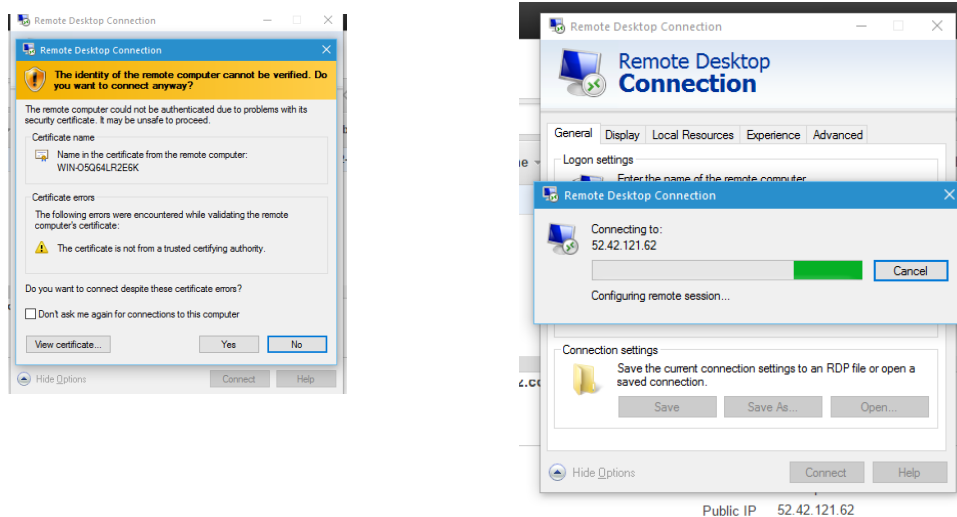 Remote Desktop Connection
Remote Desktop Connection
The identity of the remote computer cannot be verified. Do
you want to connect anyway?
The remote computer could not be authenticated due to problems with its
security certificate. It may be unsafe to proceed.
Certificate name
Name in the certificate from the remote computer:
WIN-O5Q64LR2E6K
Certificate errors
The following errors were encountered while validating the remote
computer's certificate:
The certificate is not from a trusted certifying authority.
Do you want to connect despite these certificate errors?
Don't ask me again for connections to this computer
View certificate...
Yes
No
Hide Options
Connect
Help
Remote Desktop Connection
Remote Desktop
Connection
General
Display
Local Resources
Experience
Advanced
Logon settings
Enter the name of the remote computer.
Remote Desktop Connection
Connecting to:
52.42.121.62
Cancel
Configuring remote session...
Connection settings
Save the current connection settings to an RDP file or open a
saved connection.
Save
Save As...
Open...
Hide Options
Connect
Help
Public IP 52.42.121.62